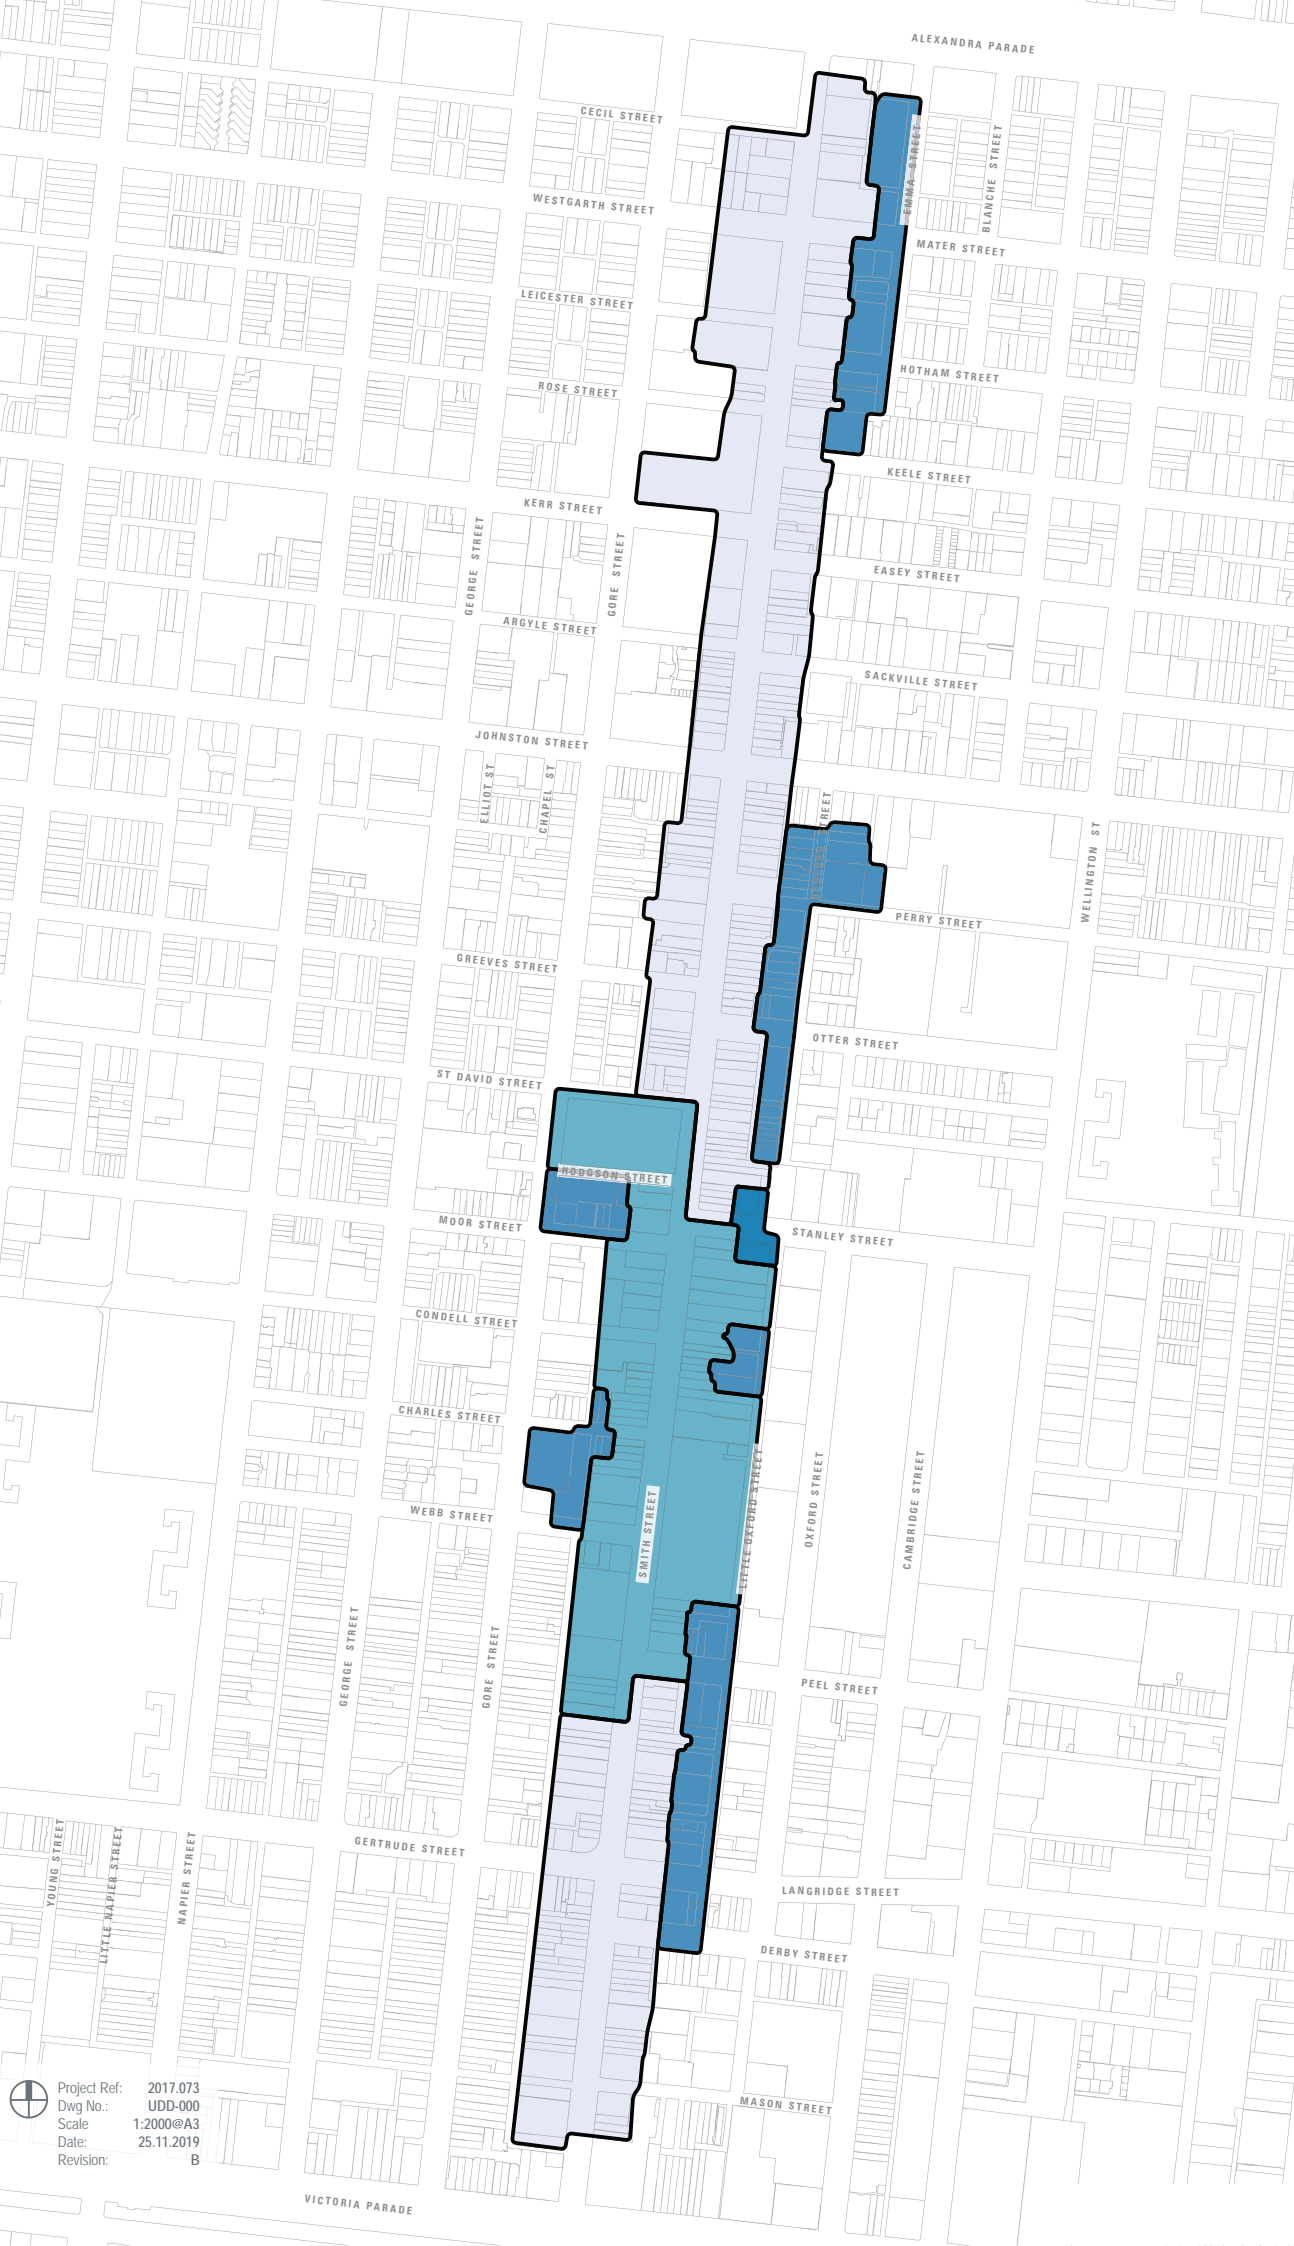 ALEXANDRA PARADE
CECIL STREET
EMMA STREET
BLANCHE STREET
WESTGARTH STREET
MATER STREET
LEICESTER STREET
HOTHAM STREET
ROSE STREET
KEELE STREET
KERR STREET
GEORGE STREET
GORE STREET
EASEY STREET
ARGYLE STREET
SACKVILLE STREET
JOHNSTON STREET
ELLIOT ST
CHAPEL ST
STREET
WELLINGTON ST
PERRY STREET
GREEVES STREET
OTTER STREET
ST DAVID STREET
HODGSON STREET
MOOR STREET
STANLEY STREET
CONDELL STREET
CHARLES STREET
SMITH STREET
LITTLE OXFORD STREET
OXFORD STREET
CAMBRIDGE STREET
WEBB STREET
GEORGE STREET
GORE STREET
PEEL STREET
GERTRUDE STREET
YOUNG STREET
LITTLE NAPIER STREET
NAPIER STREET
LANGRIDGE STREET
DERBY STREET
MASON STREET
Project Ref: 2017.073
Dwg No.: UDD-000
Scale 1:2000@A3
Date: 25.11.2019
Revision: B
VICTORIA PARADE